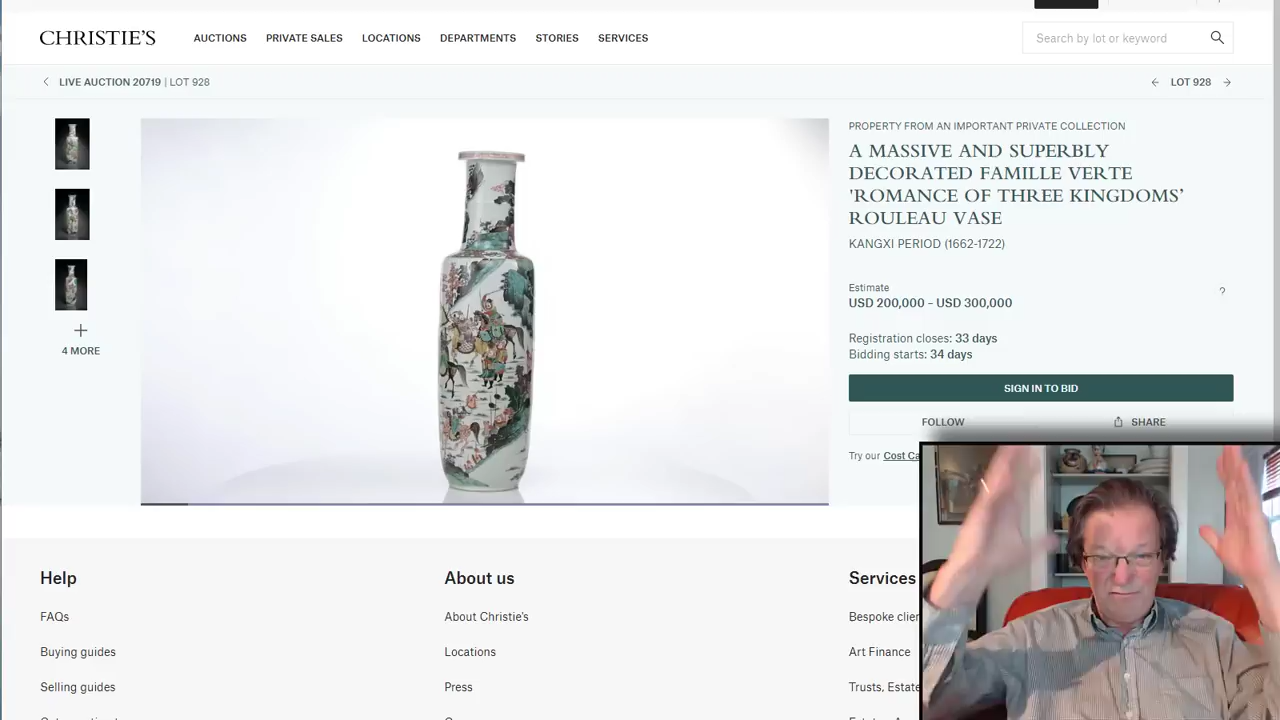 CHRISTIE'S
AUCTIONS
PRIVATE SALES
LOCATIONS
DEPARTMENTS
STORIES
SERVICES
Search by lot or keyword
LIVE AUCTION 20719 | LOT 928
LOT 928
4 MORE
PROPERTY FROM AN IMPORTANT PRIVATE COLLECTION
A MASSIVE AND SUPERBLY
DECORATED FAMILLE VERTE
'ROMANCE OF THREE KINGDOMS'
ROULEAU VASE
KANGXI PERIOD (1662-1722)
Estimate
?
USD 200,000 – USD 300,000
Registration closes: 33 days
Bidding starts: 34 days
SIGN IN TO BID
FOLLOW
SHARE
Try our Cost Ca
Help
FAQs
Buying guides
Selling guides
About us
About Christie's
Locations
Press
Services
Bespoke clien
Art Finance
Trusts, Estate